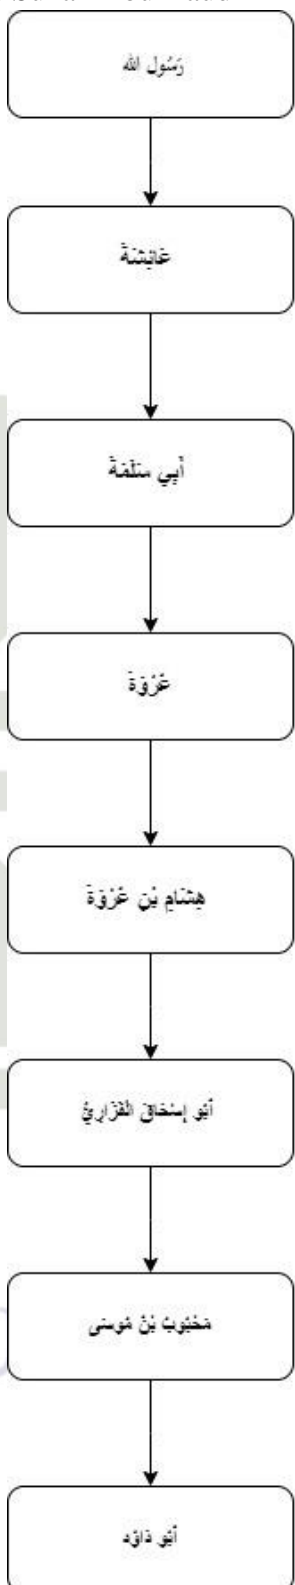 رَسُول الله
عَائِشَةَ
أَبِي سَلَمَةَ
عُرْوَةَ
هِشَامِ بْنِ عُرْوَةَ
أَبُو إِسْحَاقَ الْفَزَارِيُّ
مَحْبُوبُ بْنُ مُوسَى
أَبُو دَاوُد